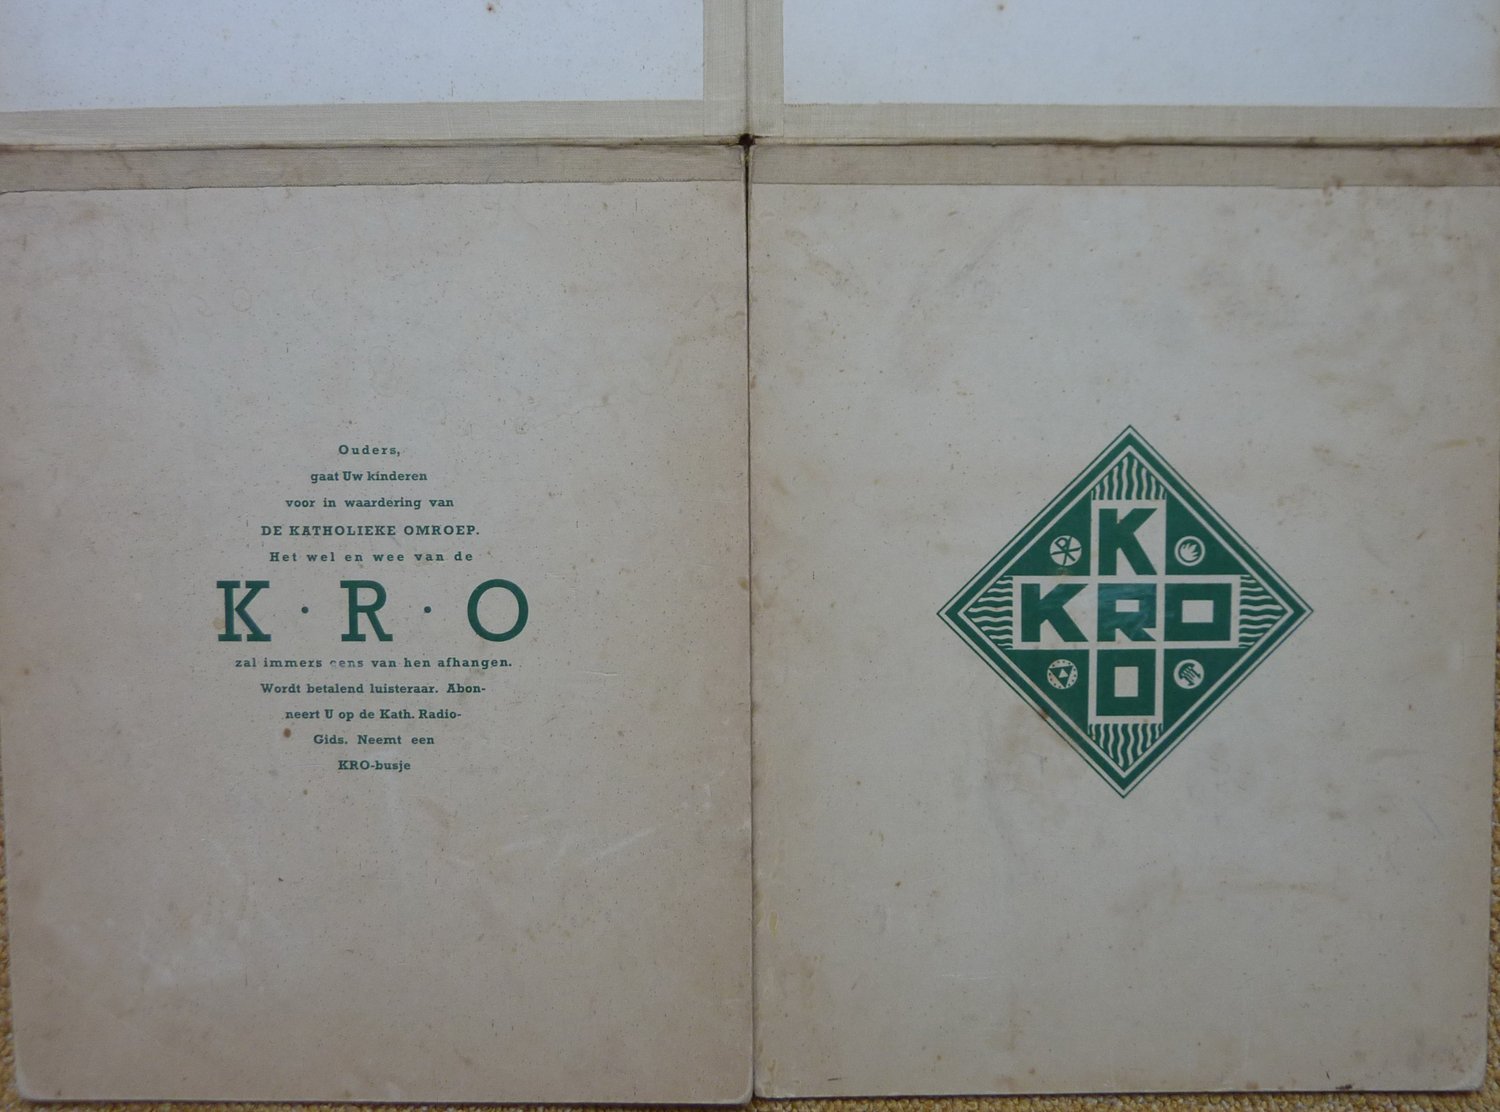 Ouders,
gaat Uw kinderen
voor in waardering van
DE KATHOLIEKE OMROEP.
Het wel en wee van de
K·R·O
zal immers eens van hen afhangen.
Wordt betalend luisteraar. Abon-
neert U op de Kath. Radio-
Gids. Neemt een
KRO-busje
K
KRO
O